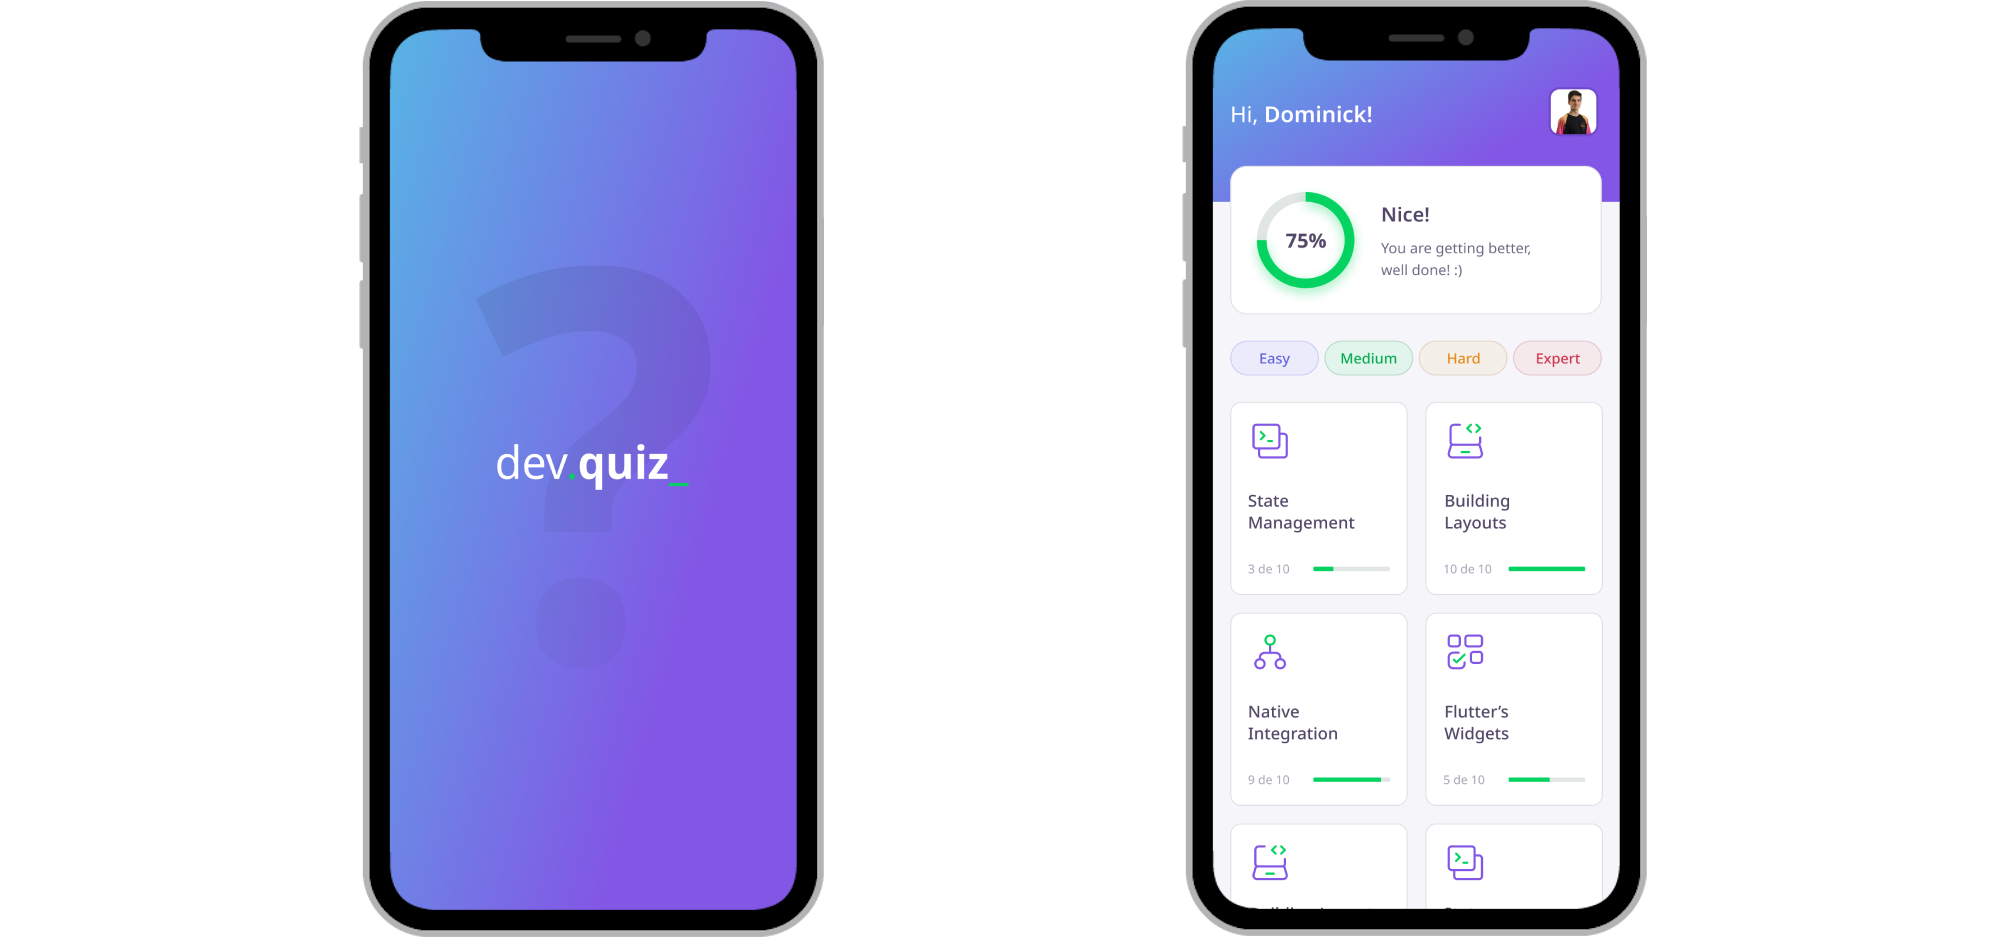 dev.quiz_
Hi, Dominick!
75%
Nice!
You are getting better,
well done! :)
Easy
Medium
Hard
Expert
State
Management
3 de 10
Building
Layouts
10 de 10
Native
Integration
9 de 10
Flutter’s
Widgets
5 de 10